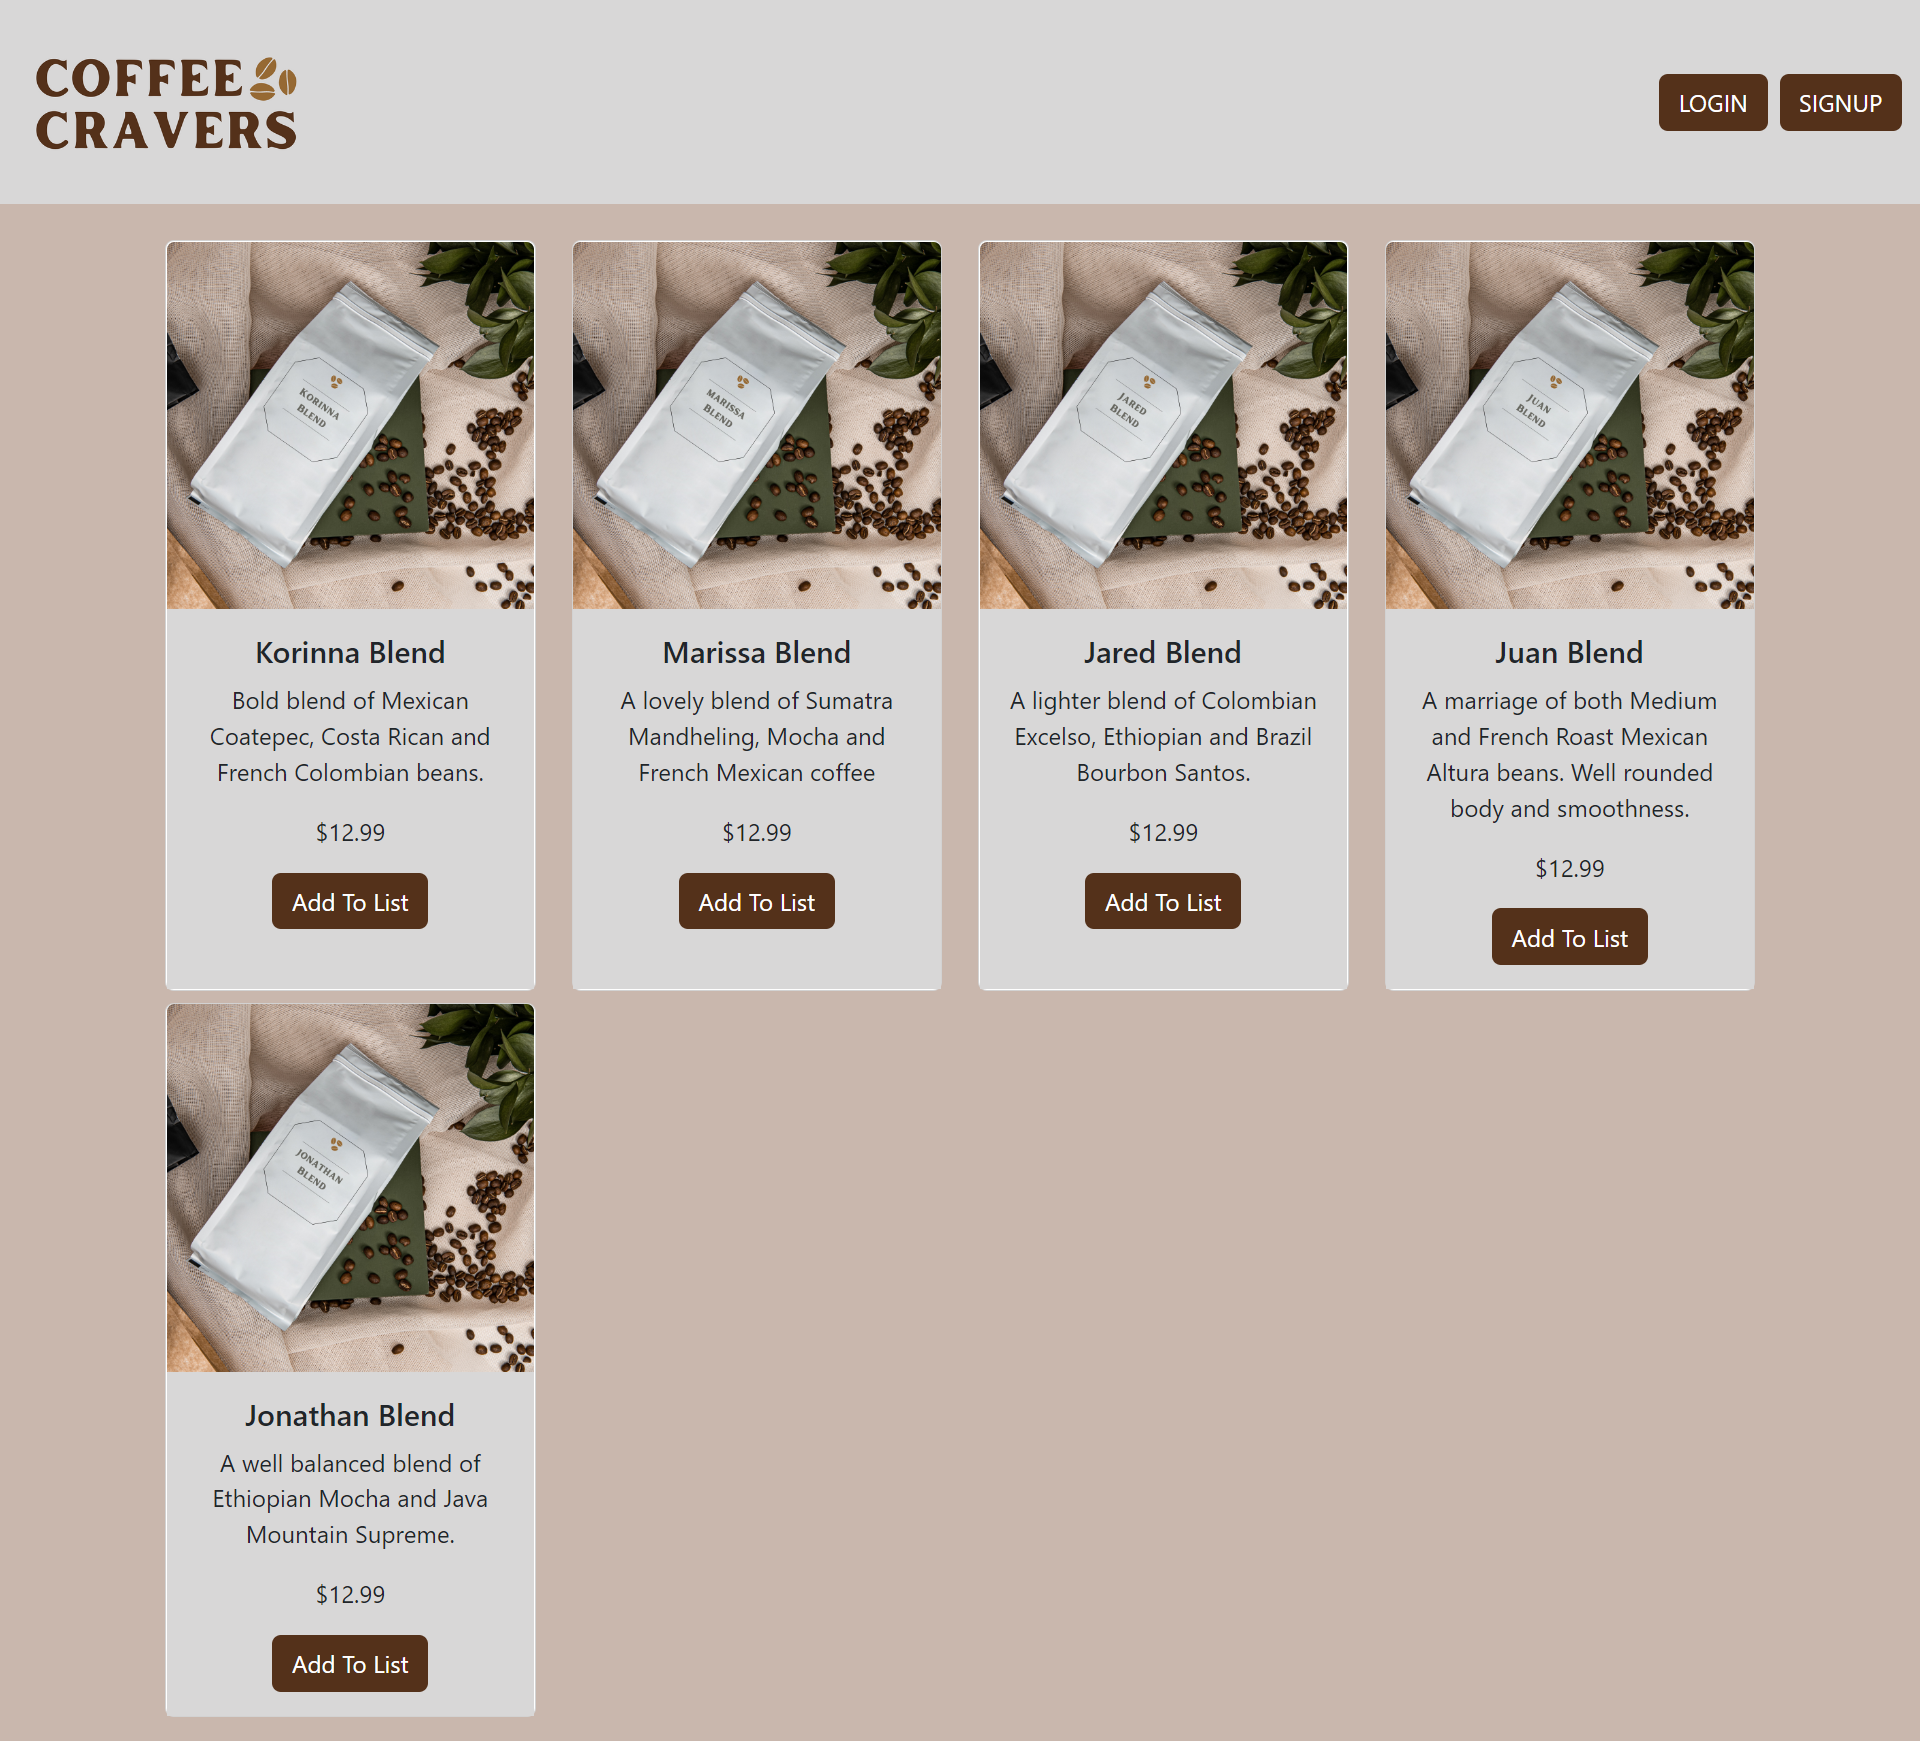 COFFEE
CRAVERS
LOGIN
SIGNUP
KORINNA
BLEND
Korinna Blend
Bold blend of Mexican
Coatepec, Costa Rican and
French Colombian beans.
$12.99
Add To List
MARISSA
BLEND
Marissa Blend
A lovely blend of Sumatra
Mandheling, Mocha and
French Mexican coffee
$12.99
Add To List
JARED
BLEND
Jared Blend
A lighter blend of Colombian
Excelso, Ethiopian and Brazil
Bourbon Santos.
$12.99
Add To List
JUAN
BLEND
Juan Blend
A marriage of both Medium
and French Roast Mexican
Altura beans. Well rounded
body and smoothness.
$12.99
Add To List
JONATHAN
BLEND
Jonathan Blend
A well balanced blend of
Ethiopian Mocha and Java
Mountain Supreme.
$12.99
Add To List